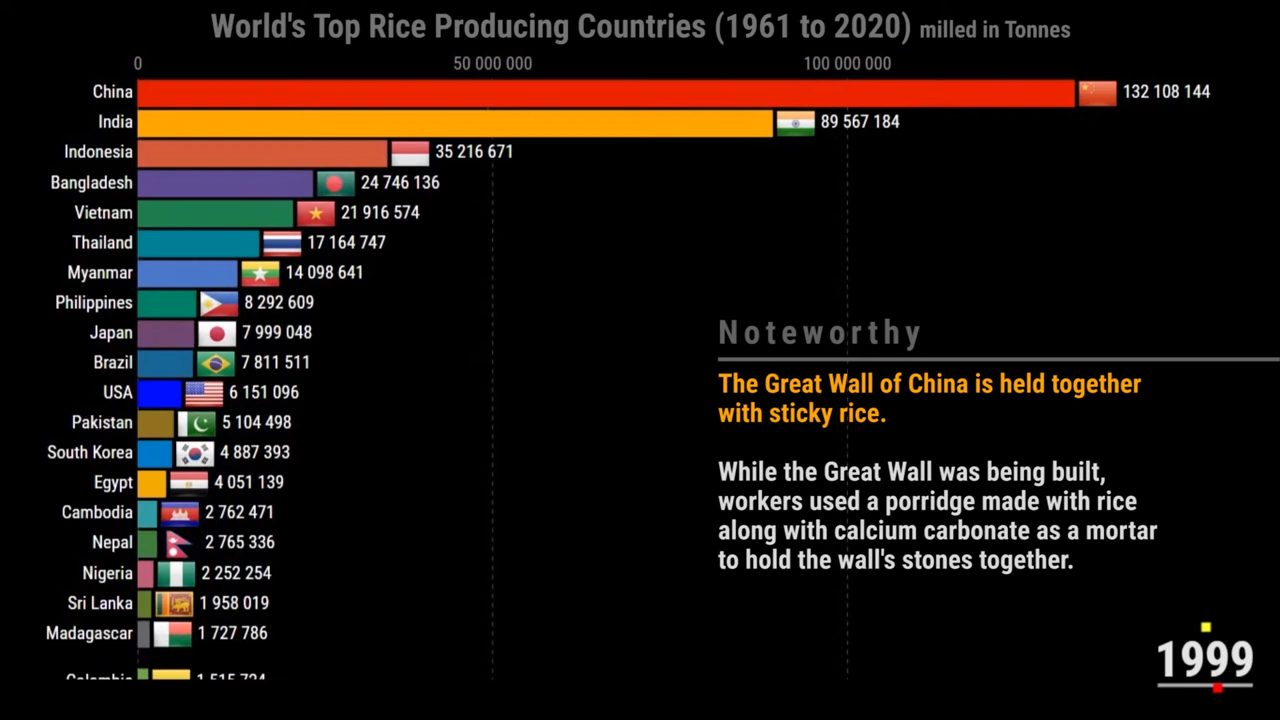 World's Top Rice Producing Countries (1961 to 2020) milled in Tonnes
0 50 000 000 100 000 000
China 132 108 144
India 89 567 184
Indonesia 35 216 671
Bangladesh 24 746 136
Vietnam 21 916 574
Thailand 17 164 747
Myanmar 14 098 641
Philippines 8 292 609
Japan 7 999 048
Brazil 7 811 511
USA 6 151 096
Pakistan 5 104 498
South Korea 4 887 393
Egypt 4 051 139
Cambodia 2 762 471
Nepal 2 765 336
Nigeria 2 252 254
Sri Lanka 1 958 019
Madagascar 1 727 786
Colombia 1 515 724
Noteworthy
The Great Wall of China is held together
with sticky rice.
While the Great Wall was being built,
workers used a porridge made with rice
along with calcium carbonate as a mortar
to hold the wall's stones together.
1999